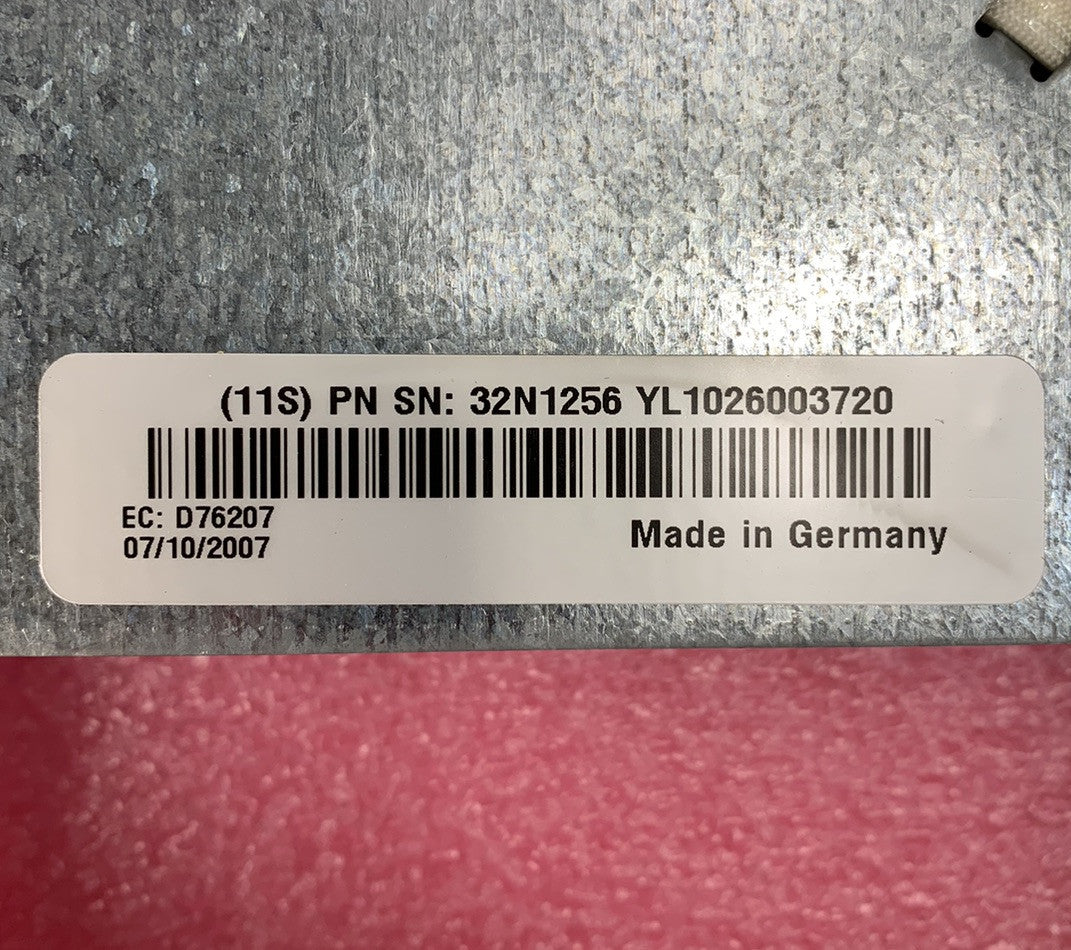 (11S) PN SN: 32N1256 YL1026003720
EC: D76207
07/10/2007
Made in Germany